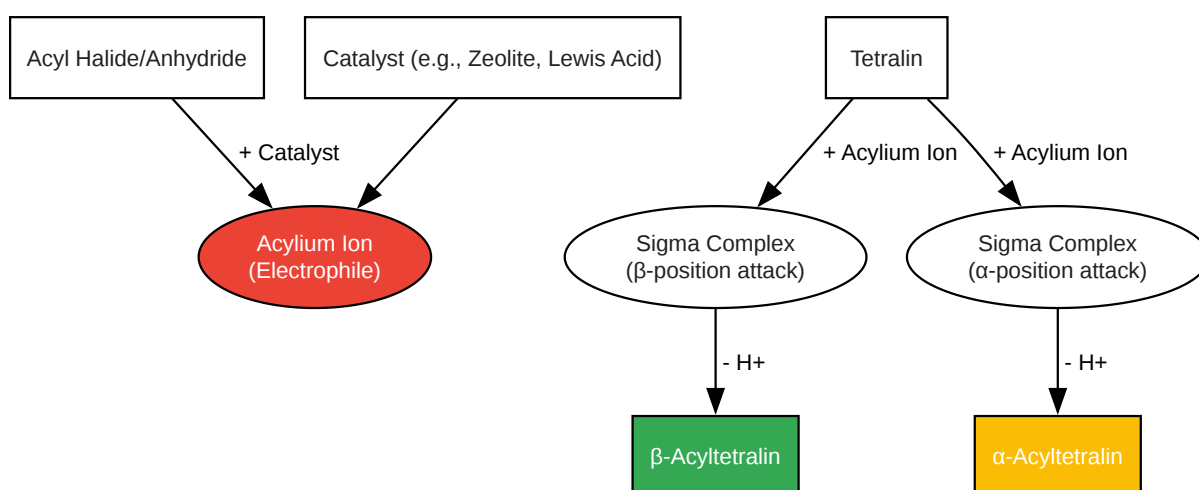 Acyl Halide/Anhydride
Catalyst (e.g., Zeolite, Lewis Acid)
Tetralin
+ Catalyst
+ Acylium Ion
+ Acylium Ion
Acylium Ion
(Electrophile)
Sigma Complex
(β-position attack)
Sigma Complex
(α-position attack)
- H+
- H+
β-Acyltetralin
α-Acyltetralin